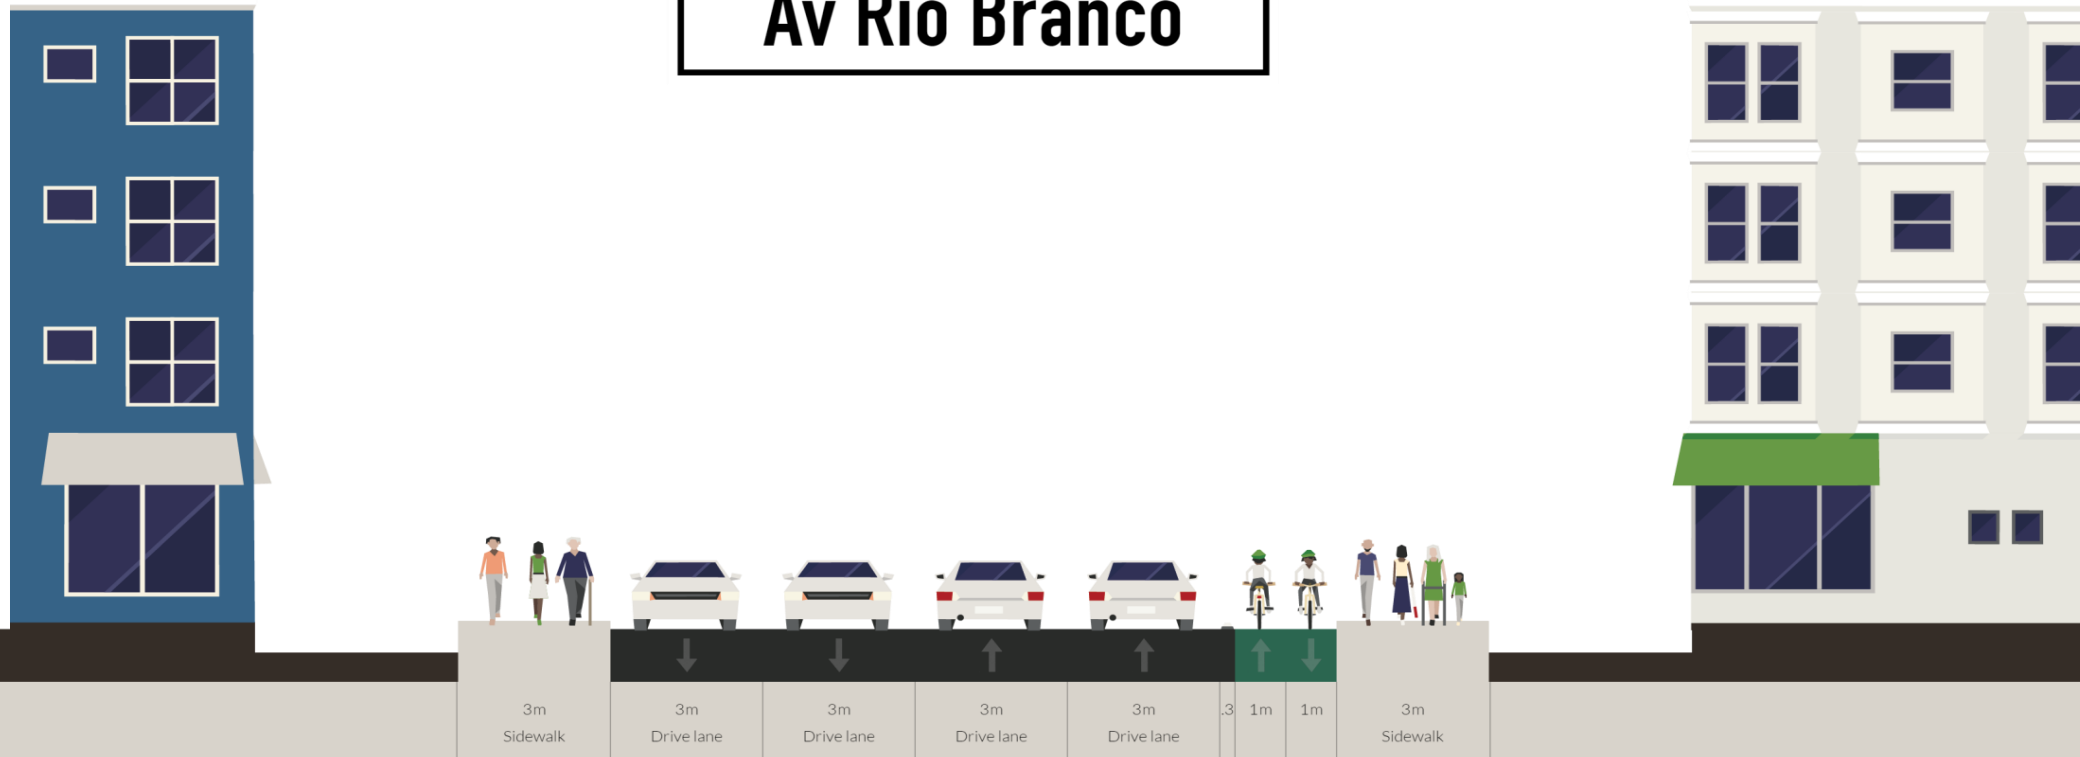 Av Rio Branco
3m
Sidewalk
3m
Drive lane
3m
Drive lane
3m
Drive lane
3m
Drive lane
.3
1m
1m
3m
Sidewalk